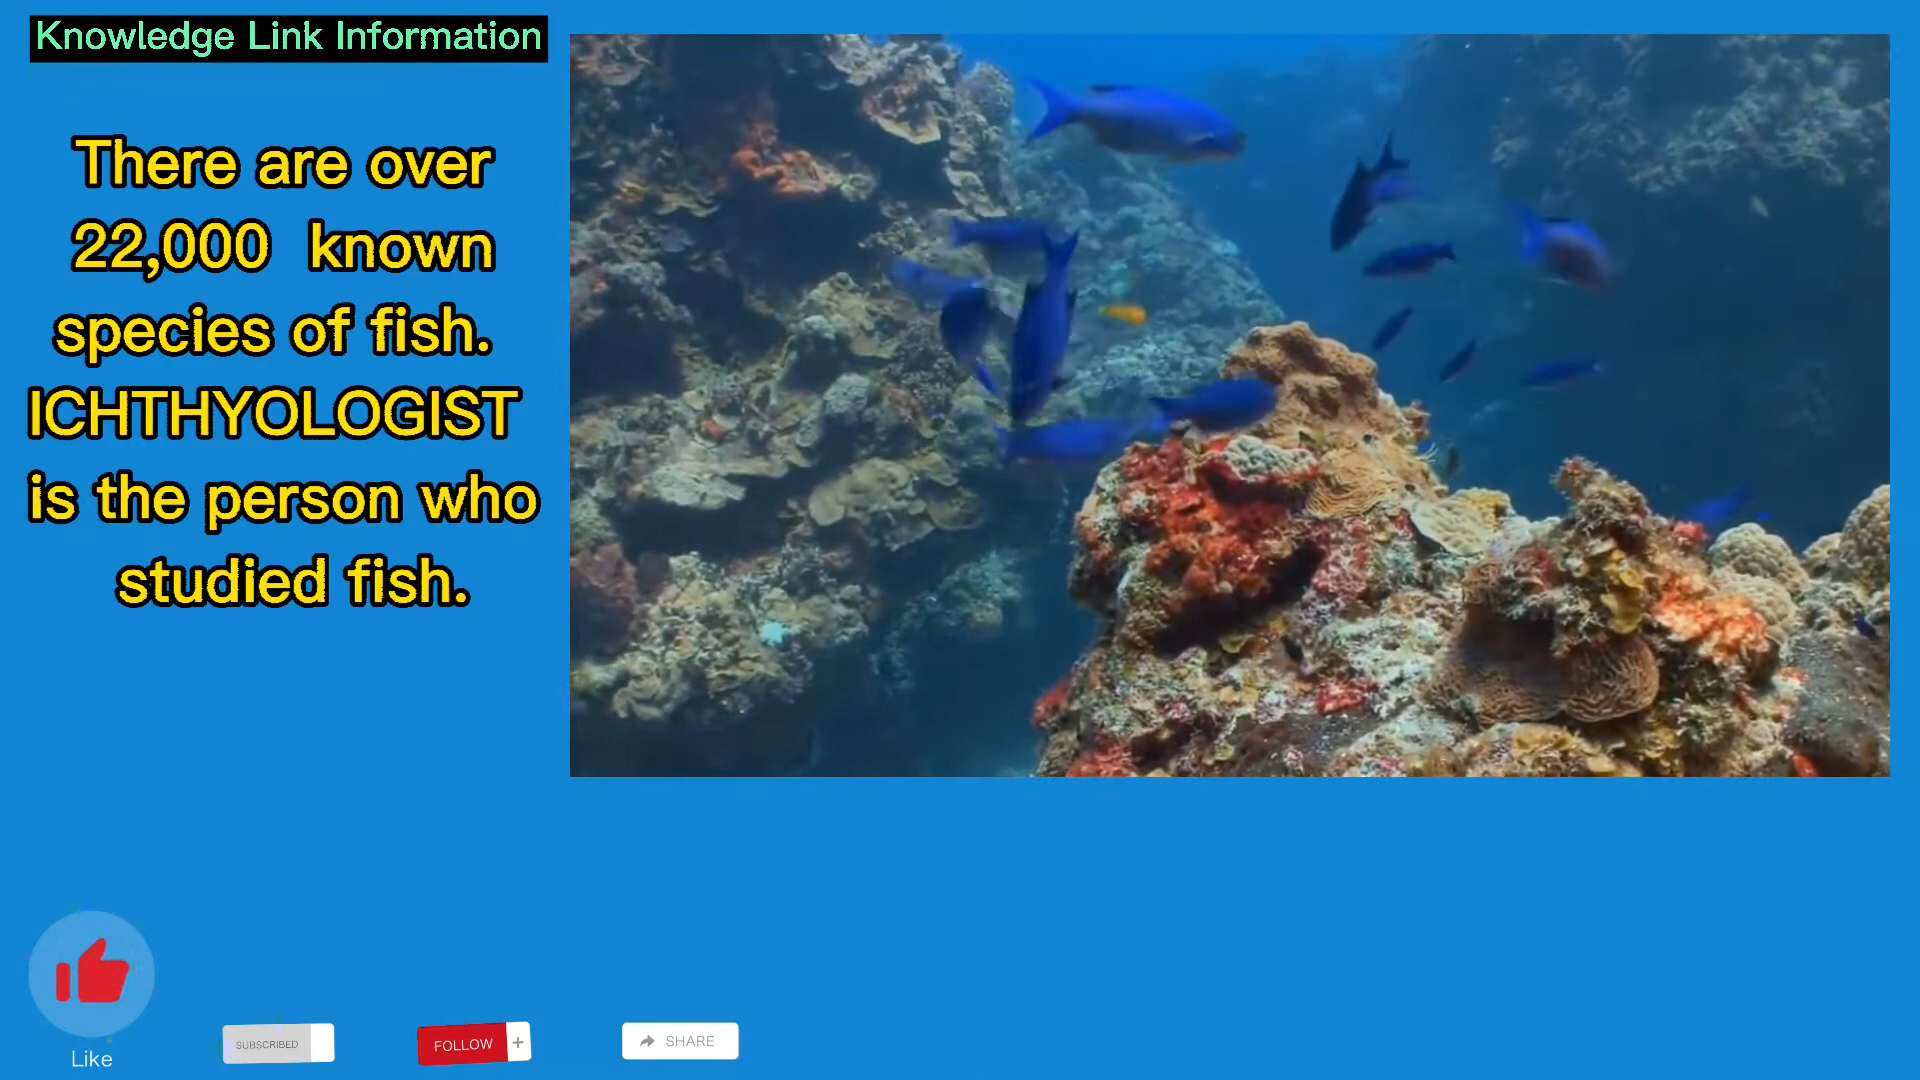 Knowledge Link Information
There are over
22,000 known
species of fish.
ICHTHYOLOGIST
is the person who
studied fish.
Like
SUBSCRIBED
FOLLOW +
SHARE